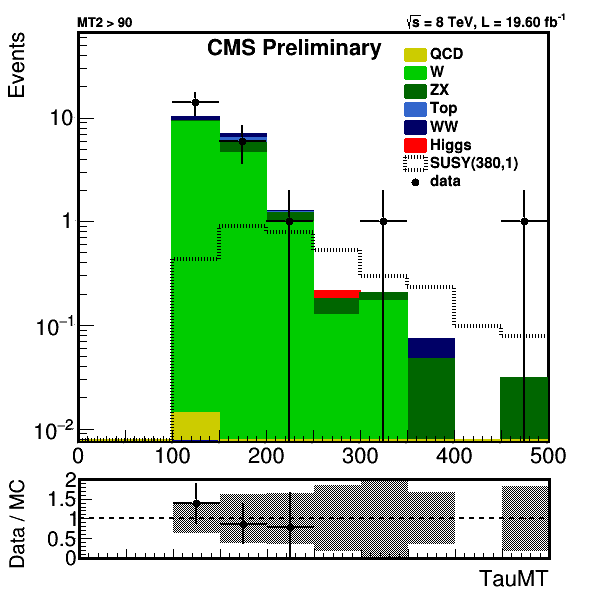 MT2 > 90
√s = 8 TeV, L = 19.60 fb⁻¹
CMS Preliminary
Events
QCD
W
ZX
Top
WW
Higgs
SUSY(380,1)
data
10
1
10⁻¹
10⁻²
0 100 200 300 400 500
Data / MC
2
1.5
1
0.5
0
TauMT